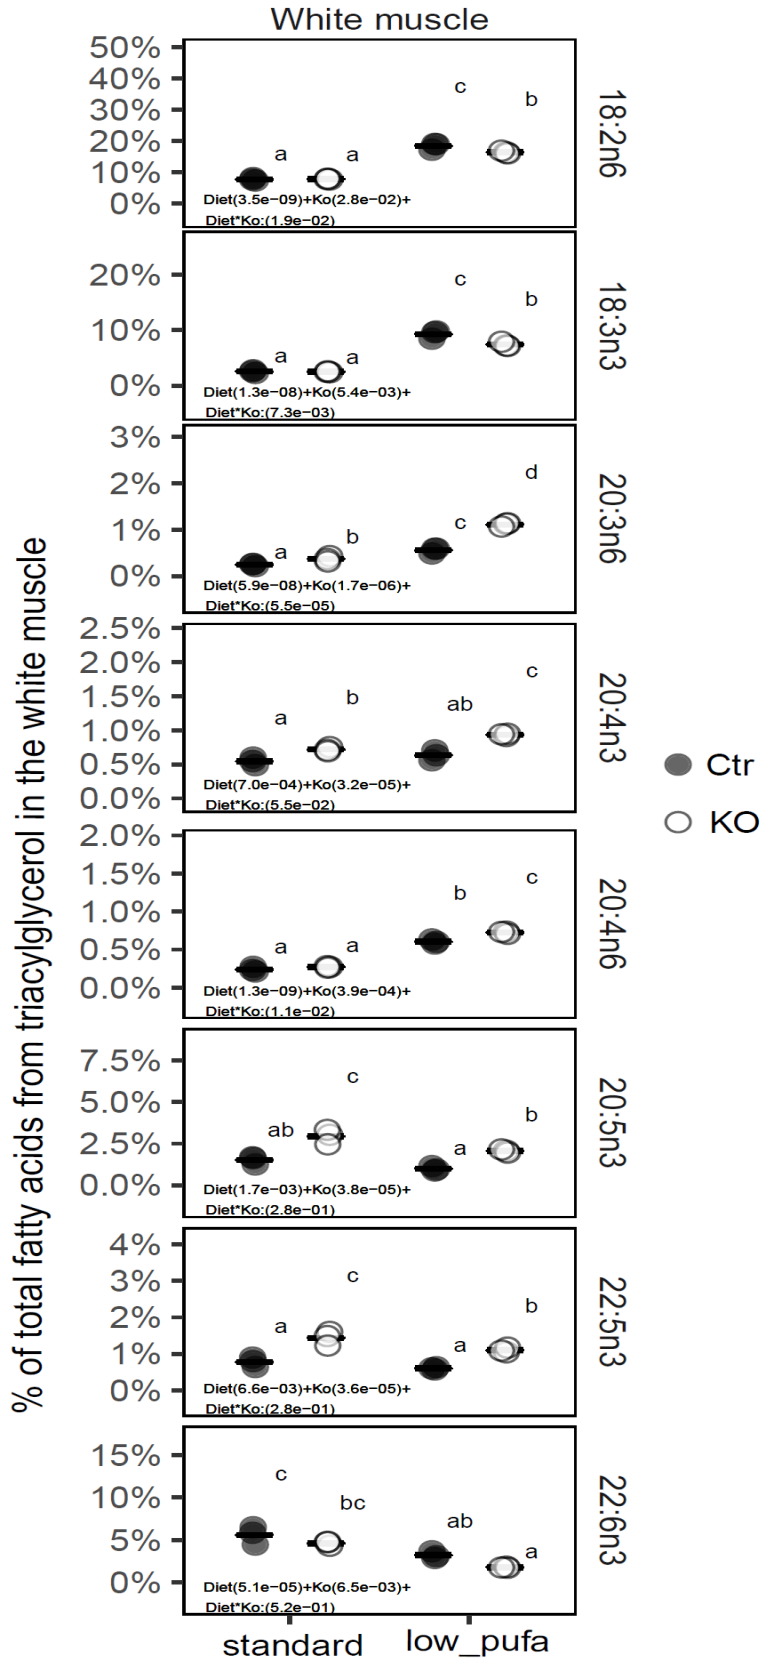 White muscle
% of total fatty acids from triacylglycerol in the white muscle
50%
40%
30%
20%
10%
0%
c
b
a
a
Diet(3.5e−09)+Ko(2.8e−02)+
Diet*Ko:(1.9e−02)
18:2n6
20%
10%
0%
c
b
a
a
Diet(1.3e−08)+Ko(5.4e−03)+
Diet*Ko:(7.3e−03)
18:3n3
3%
2%
1%
0%
d
c
b
a
Diet(5.9e−08)+Ko(1.7e−06)+
Diet*Ko:(5.5e−05)
20:3n6
2.5%
2.0%
1.5%
1.0%
0.5%
0.0%
c
b
ab
a
Diet(7.0e−04)+Ko(3.2e−05)+
Diet*Ko:(5.5e−02)
20:4n3
Ctr
KO
2.0%
1.5%
1.0%
0.5%
0.0%
c
b
a
a
Diet(1.3e−09)+Ko(3.9e−04)+
Diet*Ko:(1.1e−02)
20:4n6
7.5%
5.0%
2.5%
0.0%
c
b
ab
a
Diet(1.7e−03)+Ko(3.8e−05)+
Diet*Ko:(2.8e−01)
20:5n3
4%
3%
2%
1%
0%
c
b
a
a
Diet(6.6e−03)+Ko(3.6e−05)+
Diet*Ko:(2.8e−01)
22:5n3
15%
10%
5%
0%
c
bc
ab
a
Diet(5.1e−05)+Ko(6.5e−03)+
Diet*Ko:(5.2e−01)
22:6n3
standard
low_pufa